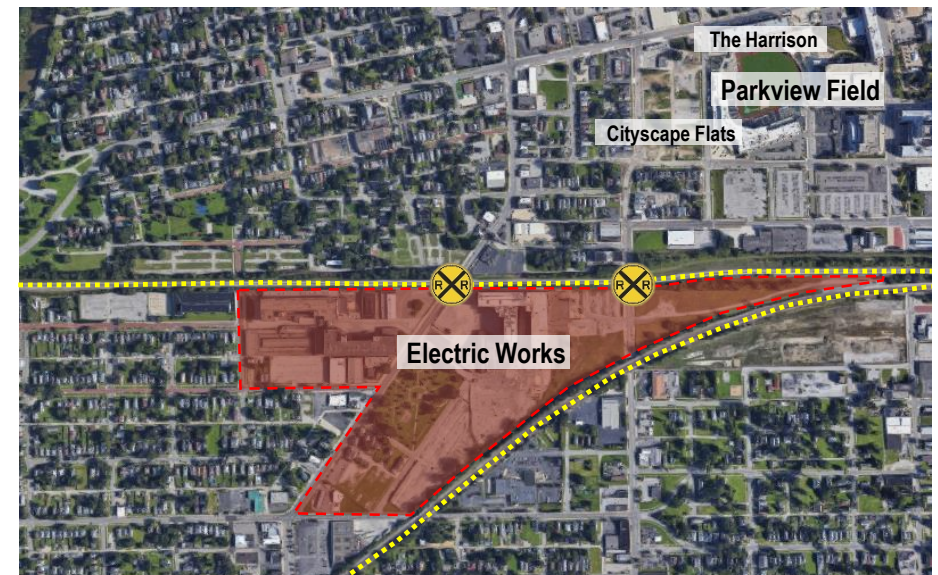 The Harrison
Parkview Field
Cityscape Flats
R R
R R
Electric Works